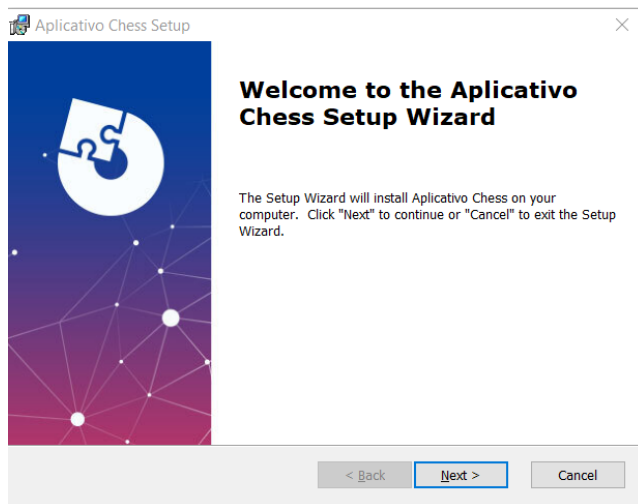 Aplicativo Chess Setup
Welcome to the Aplicativo
Chess Setup Wizard
The Setup Wizard will install Aplicativo Chess on your
computer. Click "Next" to continue or "Cancel" to exit the Setup
Wizard.
< Back
Next >
Cancel